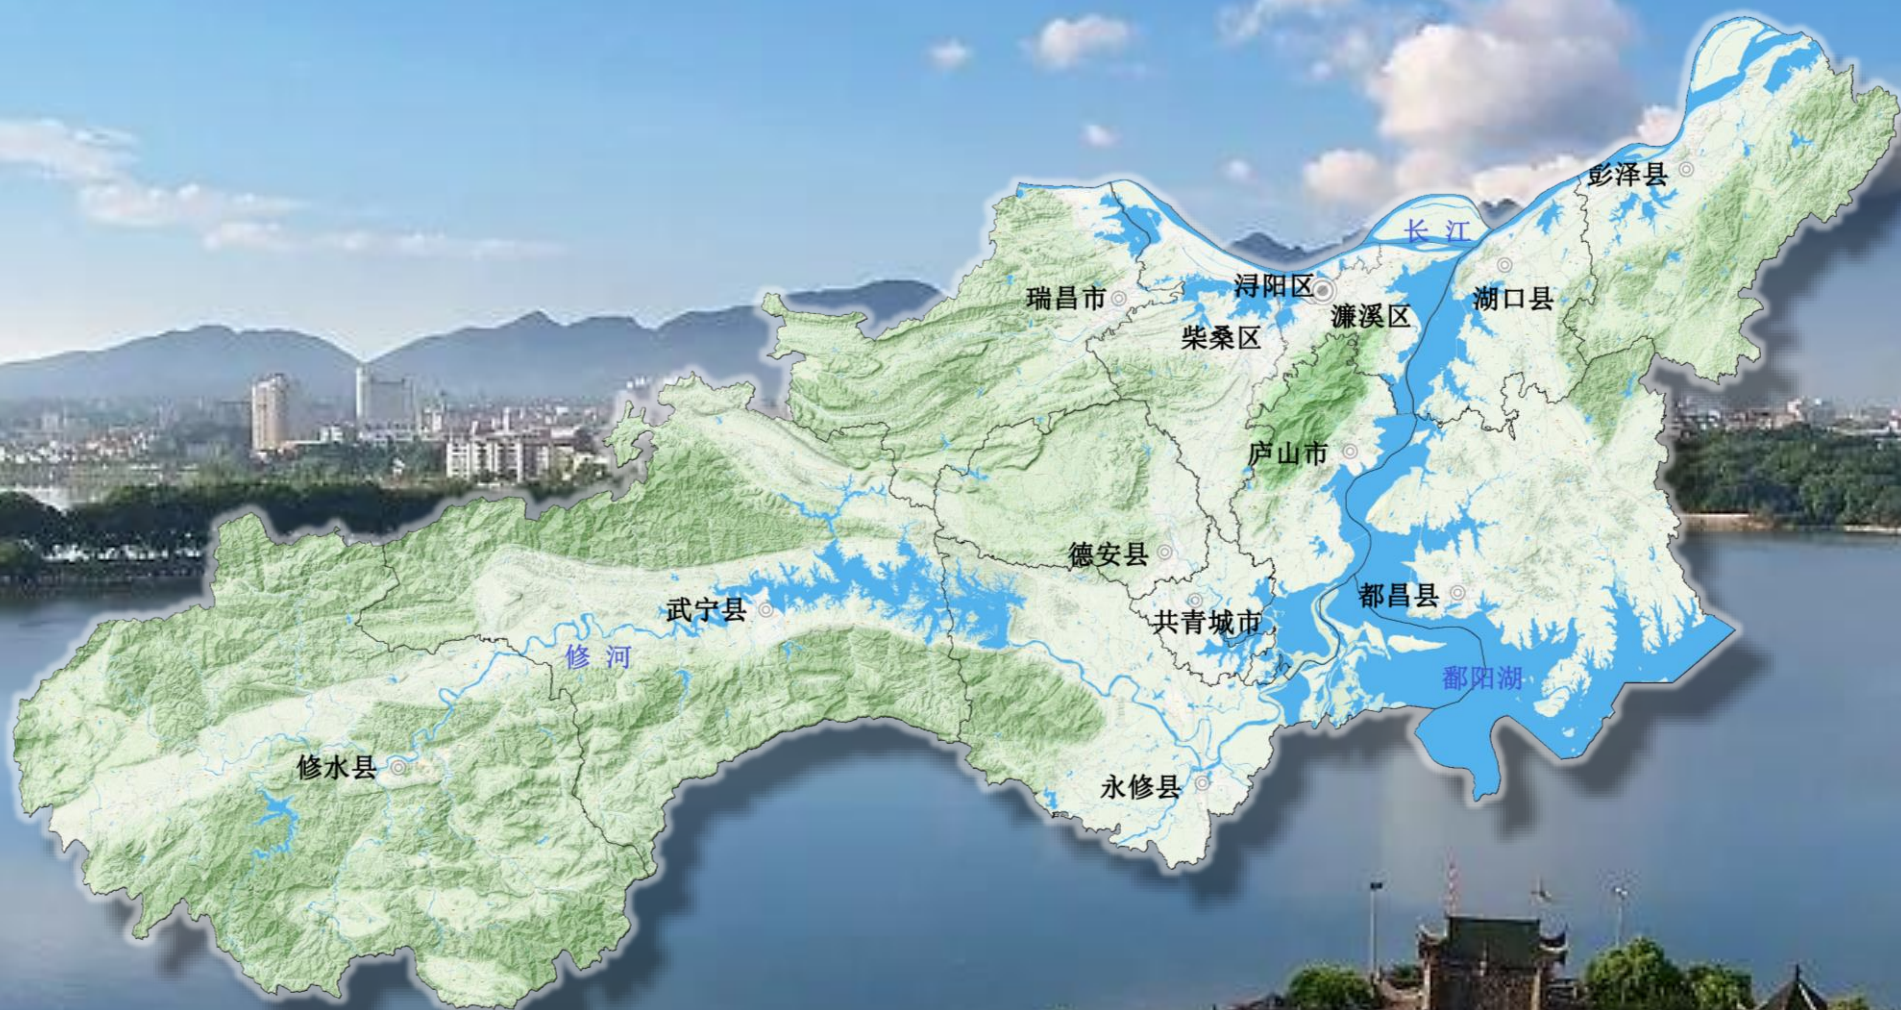 彭泽县
长 江
浔阳区
瑞昌市
湖口县
濂溪区
柴桑区
庐山市
德安县
都昌县
武宁县
共青城市
修 河
鄱阳湖
修水县
永修县